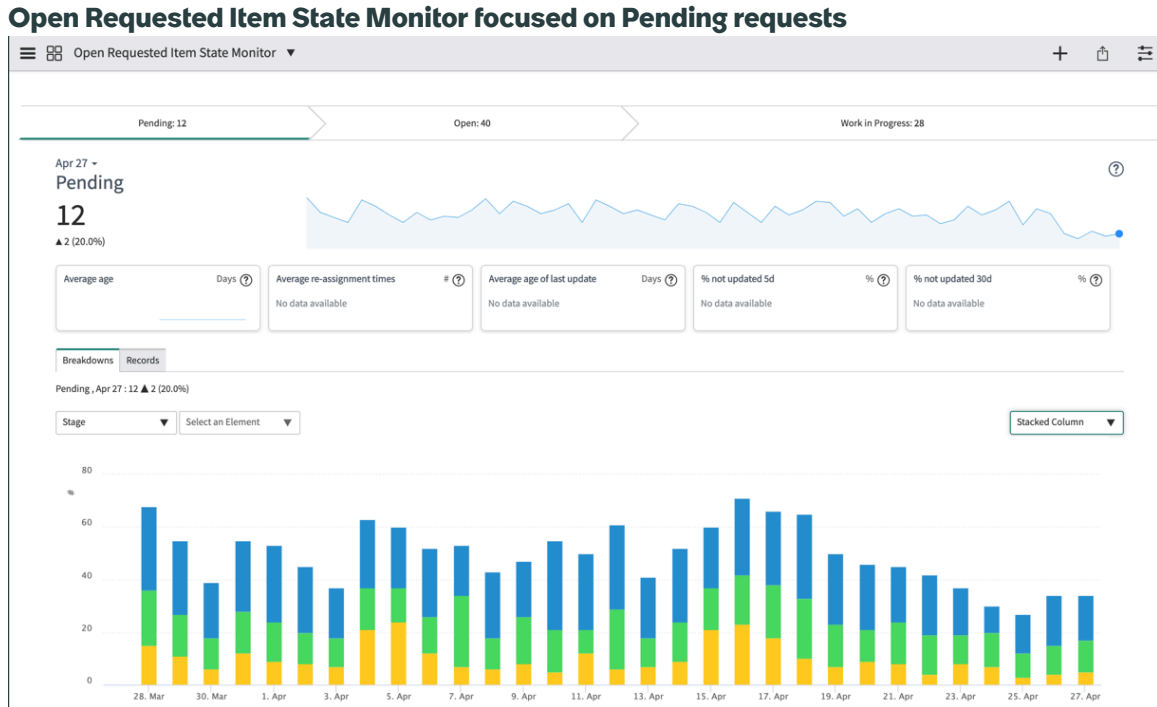 Open Requested Item State Monitor focused on Pending requests
Open Requested Item State Monitor ▼
Pending: 12
Open: 40
Work in Progress: 28
Apr 27
Pending
12
▲ 2 (20.0%)
Average age Days
Average re-assignment times #
No data available
Average age of last update Days
No data available
% not updated 5d %
No data available
% not updated 30d %
No data available
Breakdowns Records
Pending , Apr 27 : 12 ▲ 2 (20.0%)
Stage ▼ Select an Element ▼ Stacked Column ▼
80
#
60
40
20
0
28. Mar 30. Mar 1. Apr 3. Apr 5. Apr 7. Apr 9. Apr 11. Apr 13. Apr 15. Apr 17. Apr 19. Apr 21. Apr 23. Apr 25. Apr 27. Apr